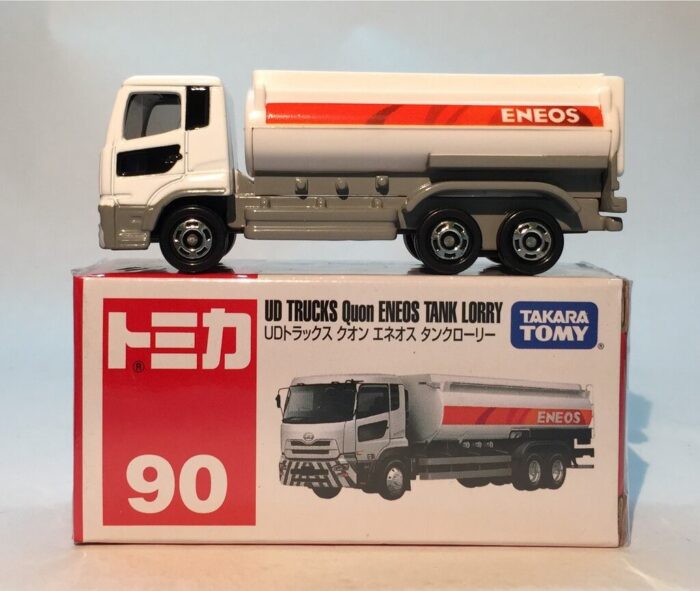 ENEOS
UD TRUCKS Quon ENEOS TANK LORRY
UDトラックス クオン エネオス タンクローリー
トミカ
®
TAKARA
TOMY
®
ENEOS
90